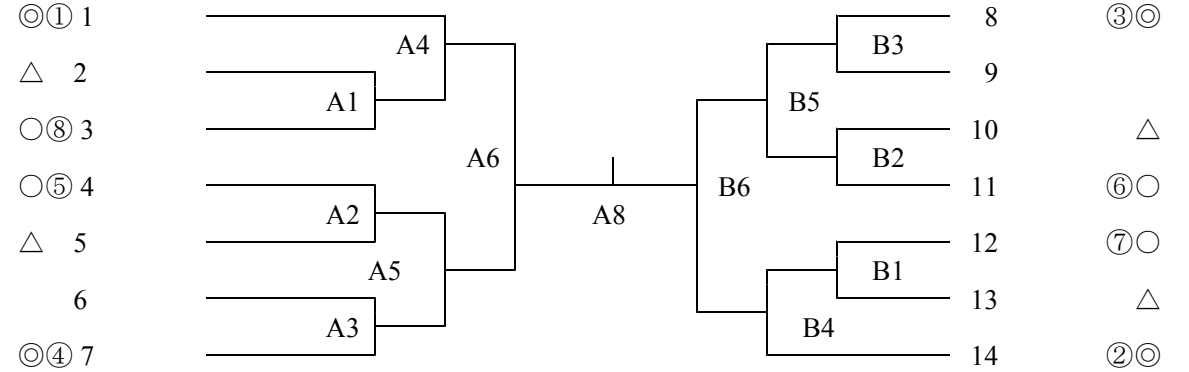 ◎① 1 8 ③◎
A4 B3
△ 2 9
A1 B5
○⑧ 3 10 △
A6 B2
○⑤ 4 11 ⑥○
B6
A2 A8
△ 5 12 ⑦○
A5 B1
6 13 △
A3 B4
◎④ 7 14 ②◎